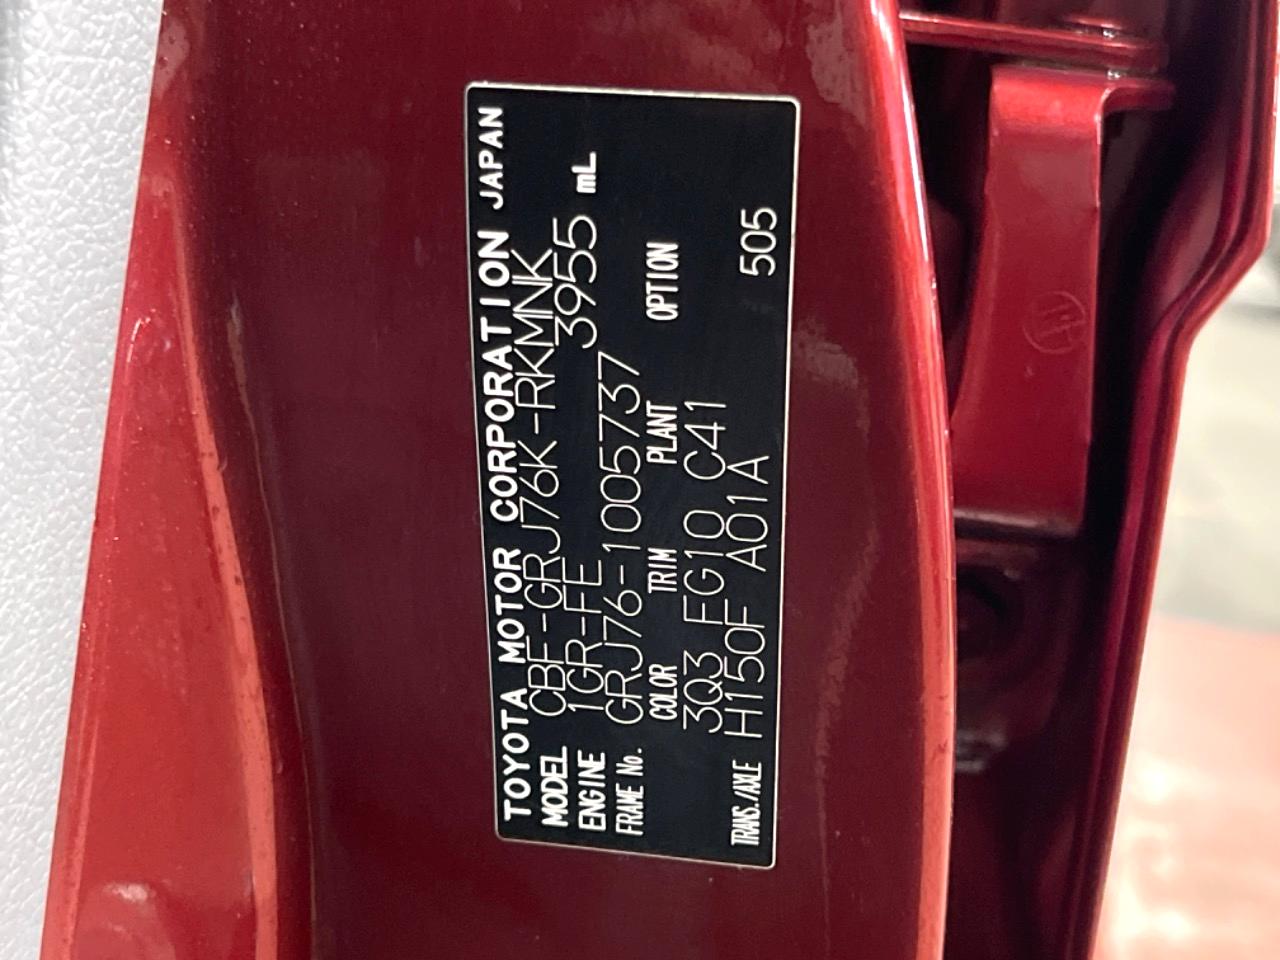 TOYOTA MOTOR CORPORATION JAPAN
MODEL CBF-GRJ76K-RKMNK
ENGINE 1GR-FE 3955 mL
FRAME No. GRJ76-1005737
COLOR TRIM PLANT OPTION
3Q3 FG10 C41
TRANS./AXLE H150F A01A 505